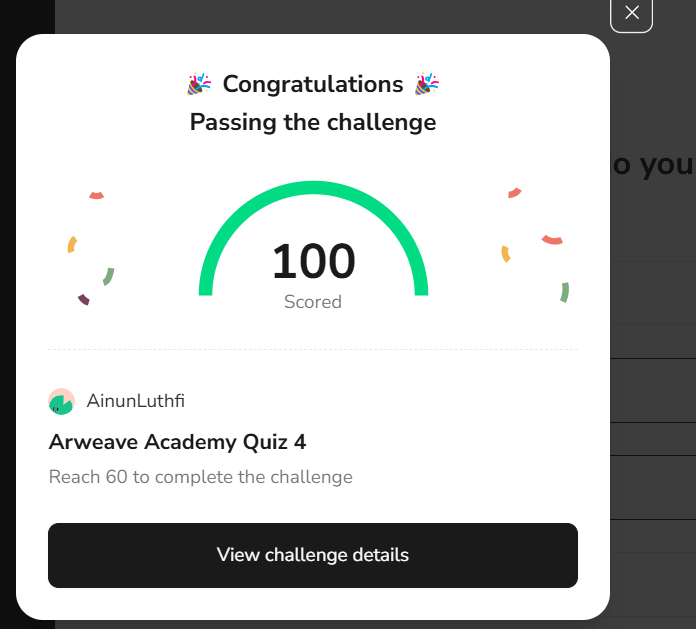 🎉 Congratulations 🎉
Passing the challenge
100
Scored
AinunLuthfi
Arweave Academy Quiz 4
Reach 60 to complete the challenge
View challenge details
o you